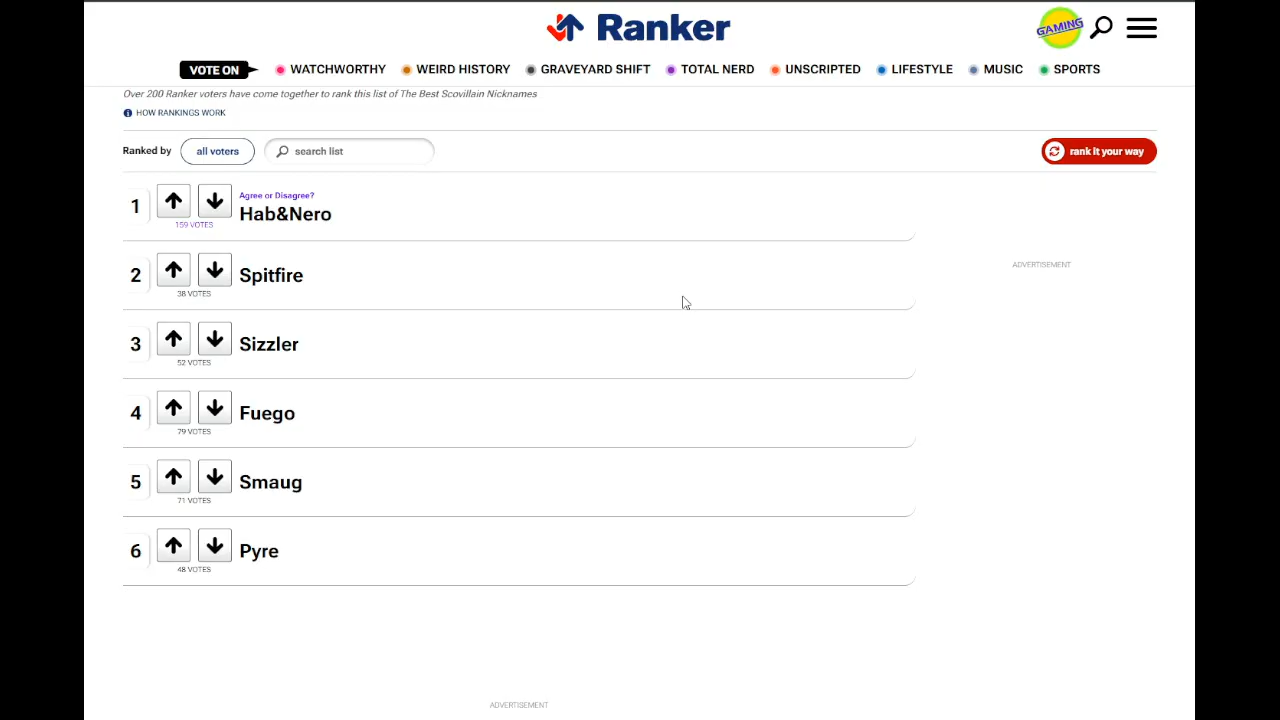 Ranker
GAMING
VOTE ON
WATCHWORTHY
WEIRD HISTORY
GRAVEYARD SHIFT
TOTAL NERD
UNSCRIPTED
LIFESTYLE
MUSIC
SPORTS
Over 200 Ranker voters have come together to rank this list of The Best Scovillain Nicknames
HOW RANKINGS WORK
Ranked by all voters search list rank it your way
1 Agree or Disagree?
Hab&Nero
159 VOTES
ADVERTISEMENT
2 Spitfire
38 VOTES
3 Sizzler
52 VOTES
4 Fuego
79 VOTES
5 Smaug
71 VOTES
6 Pyre
48 VOTES
ADVERTISEMENT